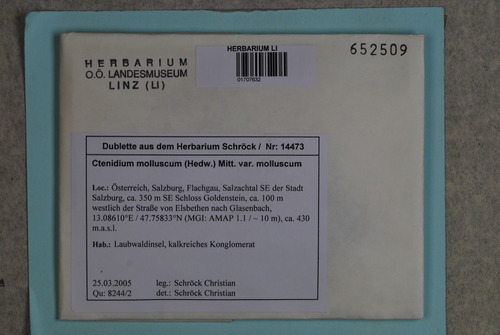 HERBARIUM
O.Ö. LANDESMUSEUM
LINZ (LI)
HERBARIUM LI
01707632
652509
Dublette aus dem Herbarium Schröck / Nr: 14473
Ctenidium molluscum (Hedw.) Mitt. var. molluscum
Loc.: Österreich, Salzburg, Flachgau, Salzachtal SE der Stadt
Salzburg, ca. 350 m SE Schloss Goldenstein, ca. 100 m
westlich der Straße von Elsbethen nach Glasenbach,
13.08610°E / 47.75833°N (MGI: AMAP 1.1 / ~ 10 m), ca. 430
m.a.s.l.
Hab.: Laubwaldinsel, kalkreiches Konglomerat
25.03.2005 leg.: Schröck Christian
Qu: 8244/2 det.: Schröck Christian